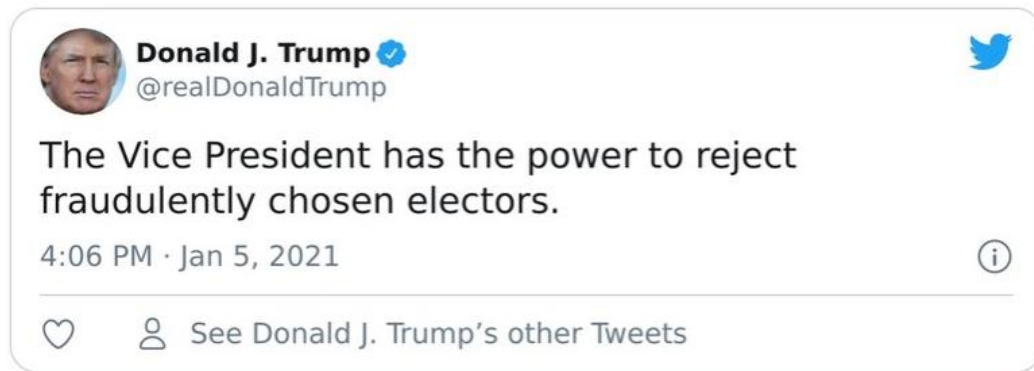 Donald J. Trump
@realDonaldTrump
The Vice President has the power to reject
fraudulently chosen electors.
4:06 PM · Jan 5, 2021
See Donald J. Trump’s other Tweets